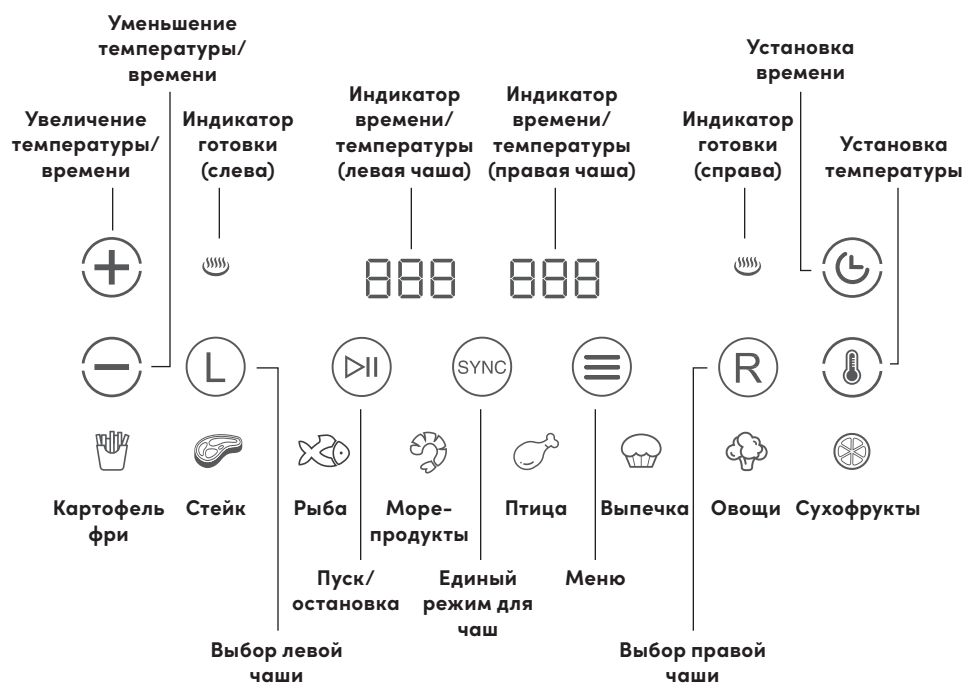 Уменьшение
температуры/
времени
Установка
времени
Увеличение
температуры/
времени
Индикатор
готовки
(слева)
Индикатор
времени/
температуры
(левая чаша)
Индикатор
времени/
температуры
(правая чаша)
Индикатор
готовки
(справа)
Установка
температуры
888
888
L
SYNC
R
Картофель
фри
Стейк
Рыба
Море-
продукты
Птица
Выпечка
Овощи
Сухофрукты
Пуск/
остановка
Единый
режим для
чаш
Меню
Выбор левой
чаши
Выбор правой
чаши